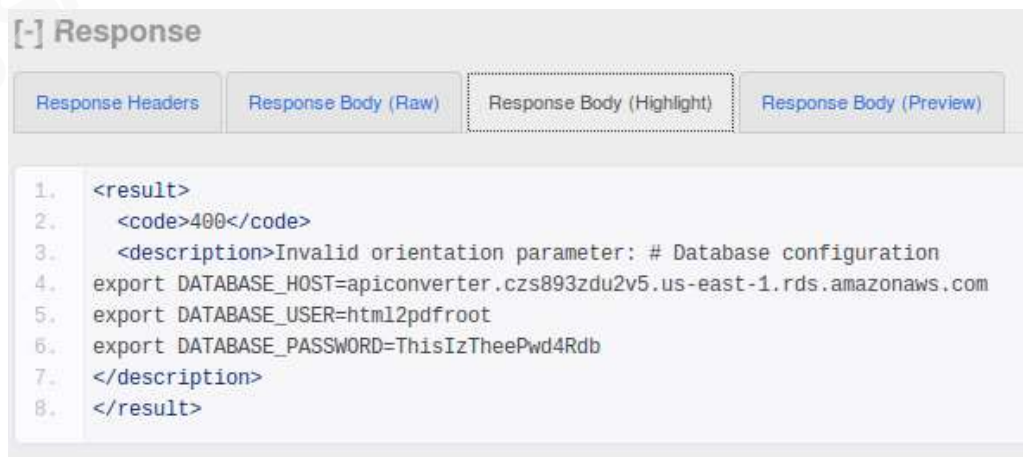 [-] Response
Response Headers Response Body (Raw) Response Body (Highlight) Response Body (Preview)
1. <result>
2. <code>400</code>
3. <description>Invalid orientation parameter: # Database configuration
4. export DATABASE_HOST=apiconverter.czs893zdu2v5.us-east-1.rds.amazonaws.com
5. export DATABASE_USER=html2pdfroot
6. export DATABASE_PASSWORD=ThisIzTheePwd4Rdb
7. </description>
8. </result>